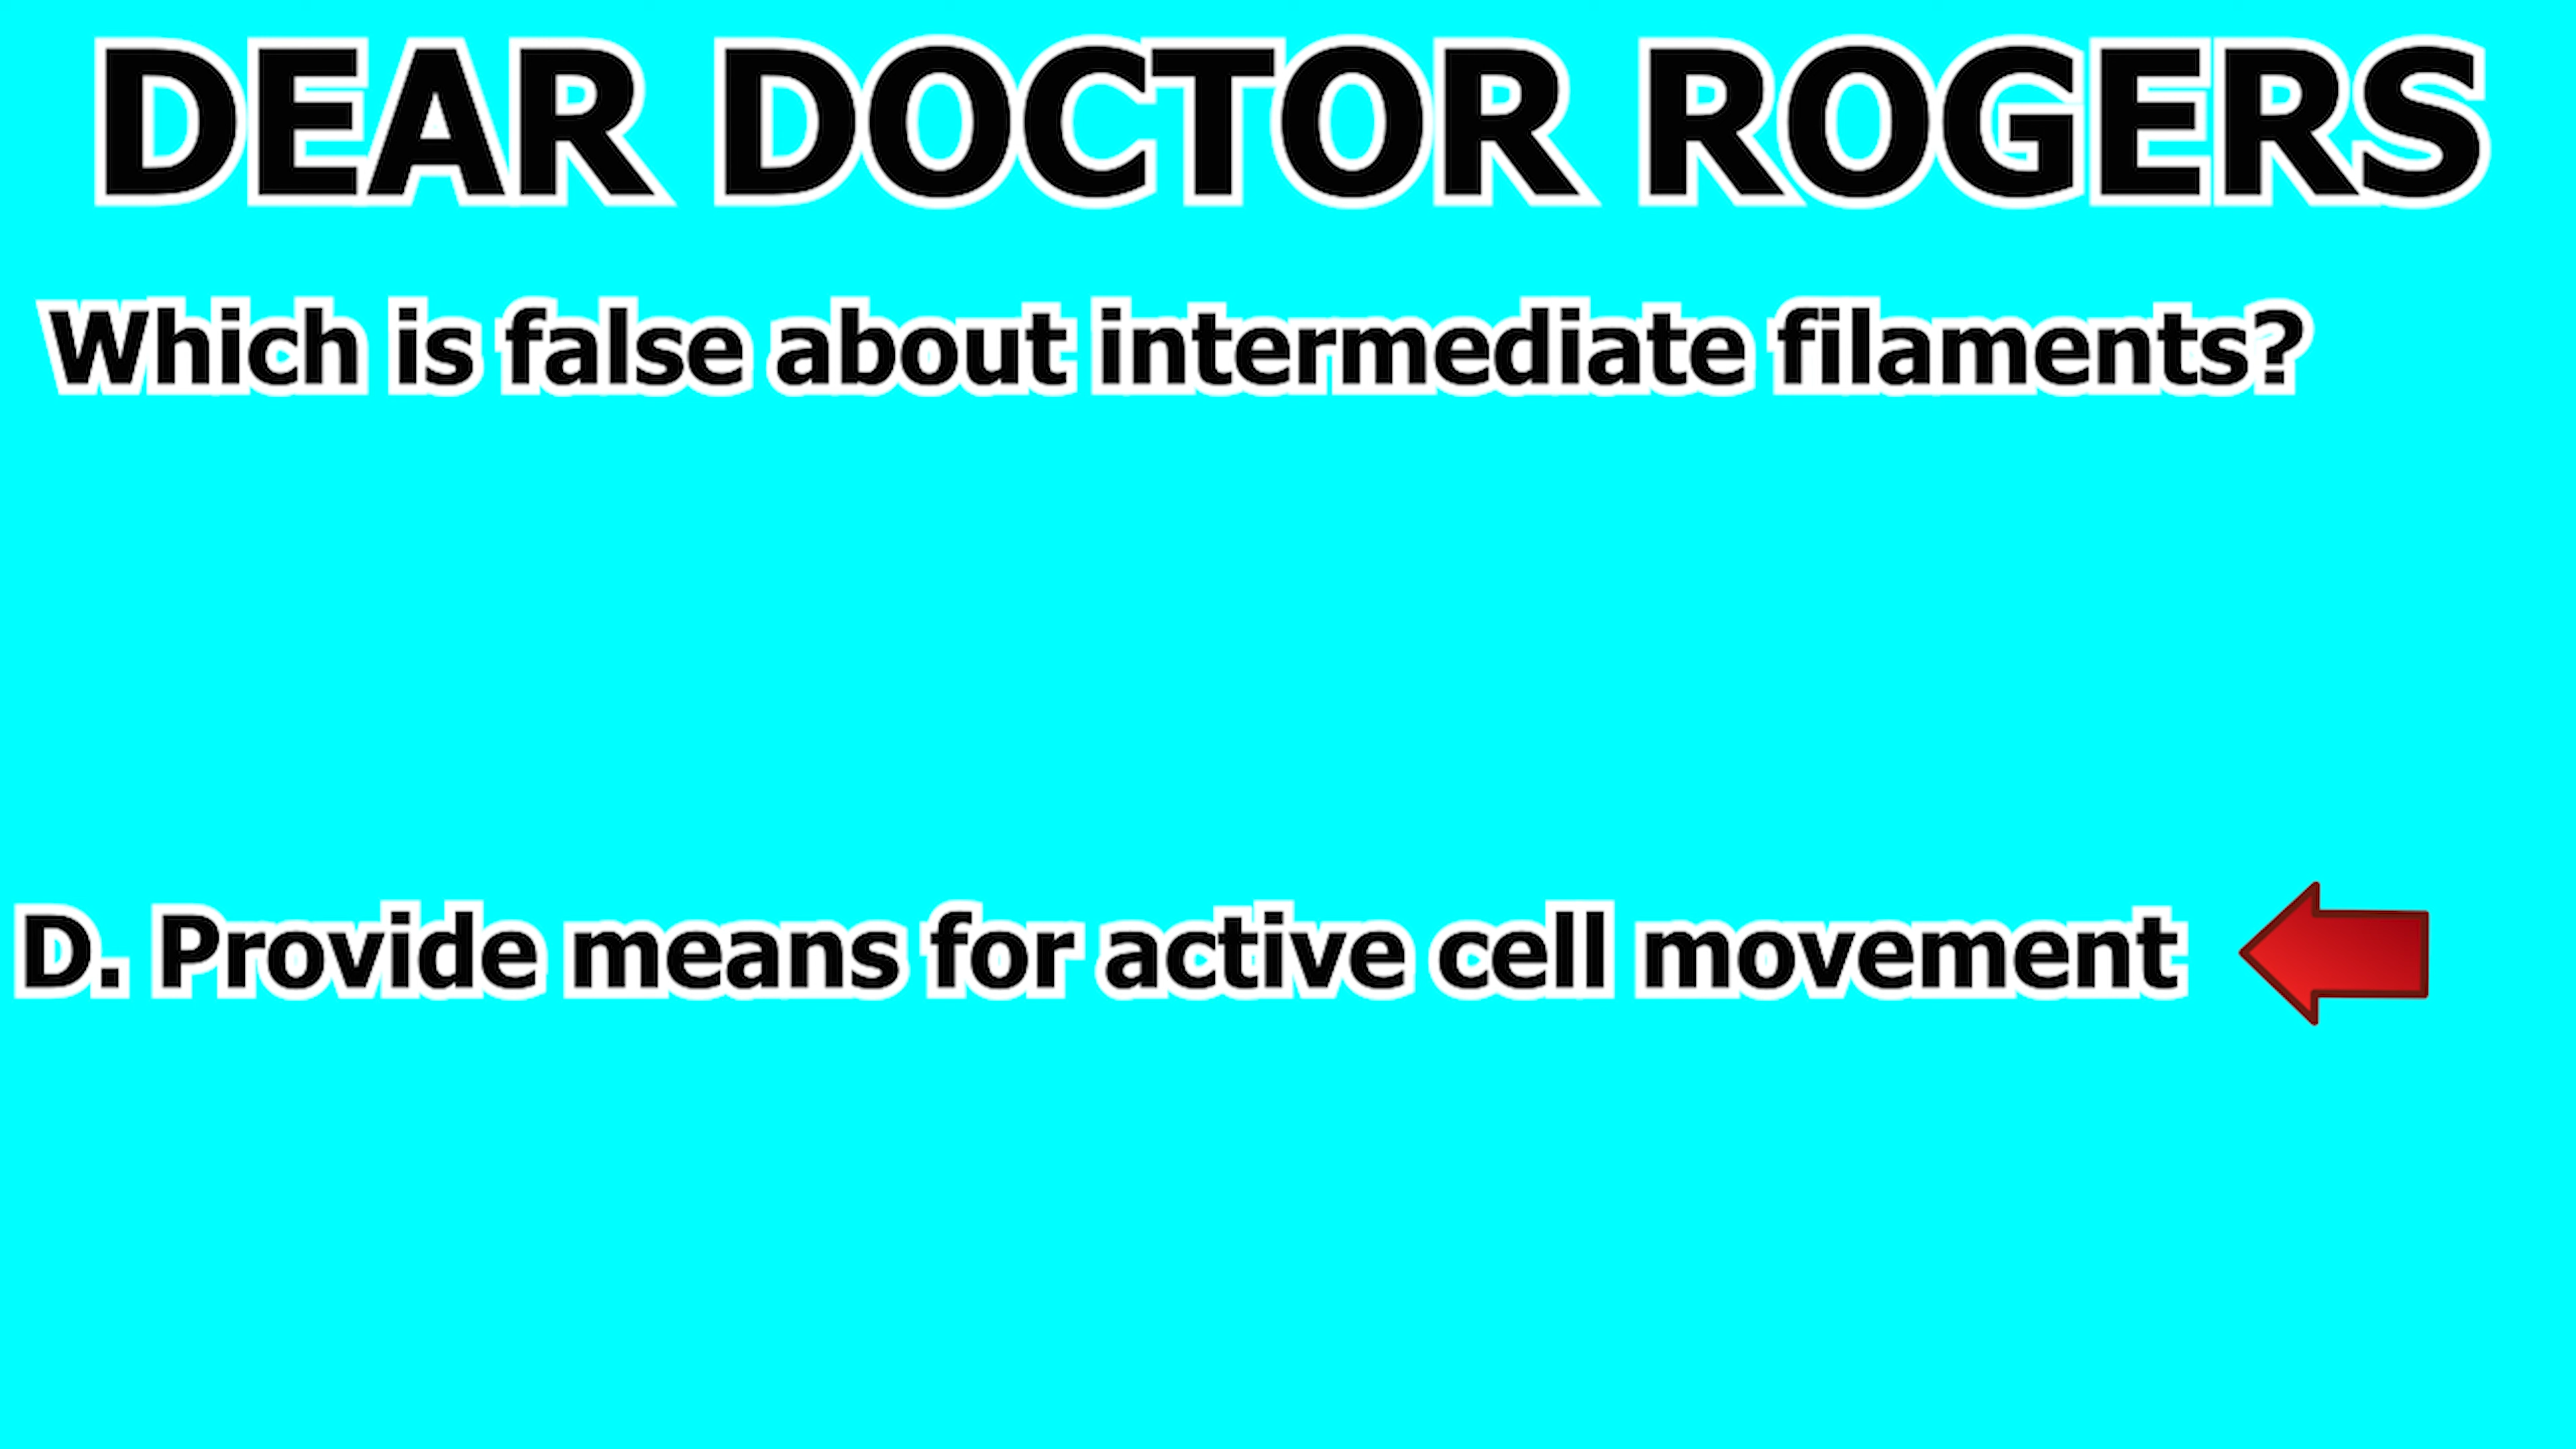 DEAR DOCTOR ROGERS
Which is false about intermediate filaments?
D. Provide means for active cell movement